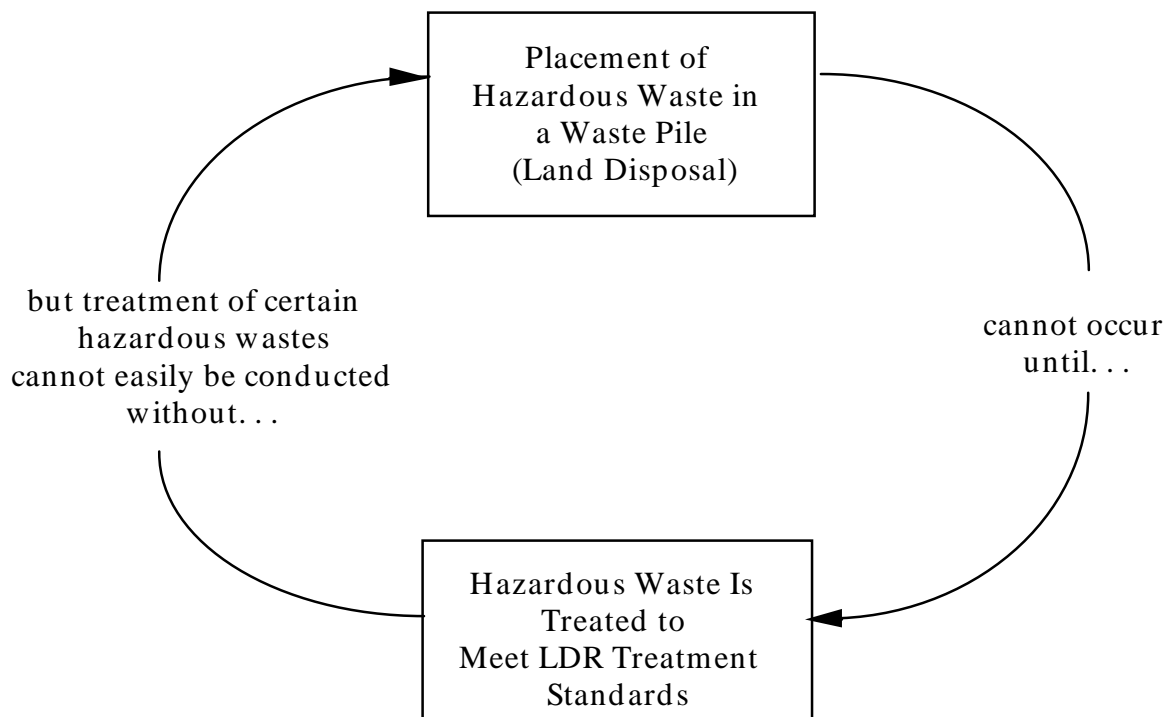 Placement of
Hazardous Waste in
a Waste Pile
(Land Disposal)
cannot occur
until. . .
Hazardous Waste Is
Treated to
Meet LDR Treatment
Standards
but treatment of certain
hazardous wastes
cannot easily be conducted
without. . .